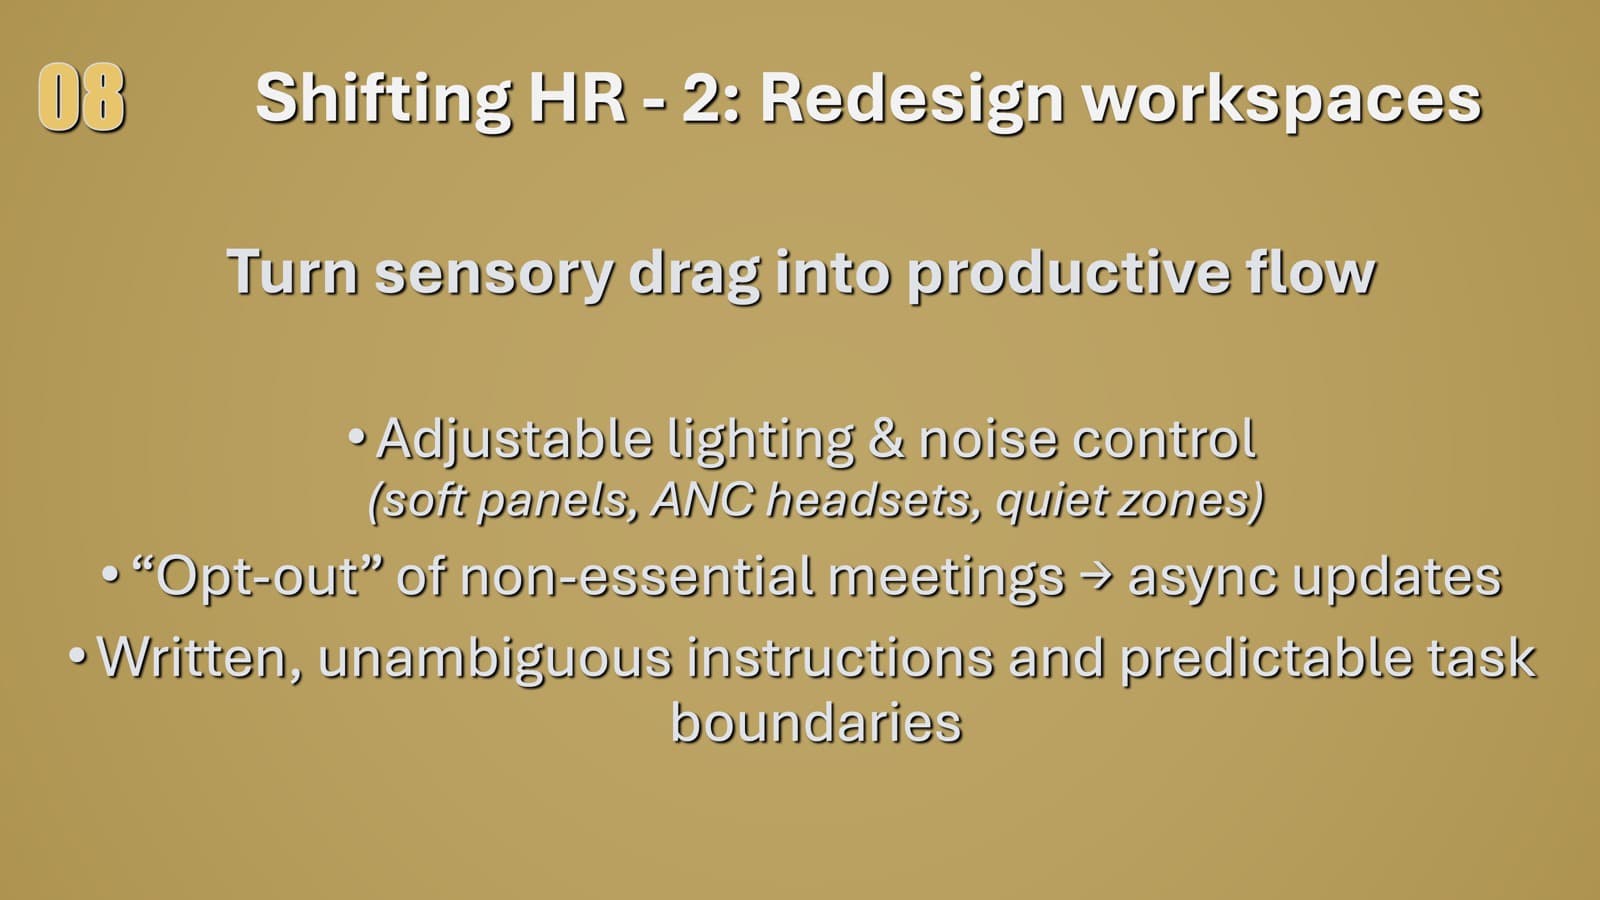 08
Shifting HR - 2: Redesign workspaces
Turn sensory drag into productive flow
•Adjustable lighting & noise control
(soft panels, ANC headsets, quiet zones)
•“Opt-out” of non-essential meetings → async updates
•Written, unambiguous instructions and predictable task
boundaries